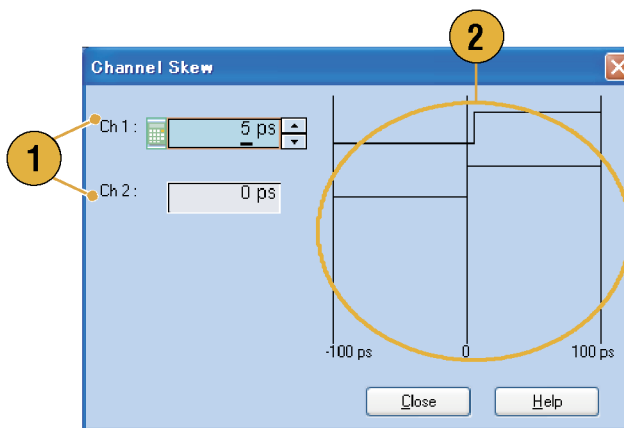 2
Channel Skew
Ch 1 : 5 ps
1
Ch 2 : 0 ps
-100 ps 0 100 ps
Close Help